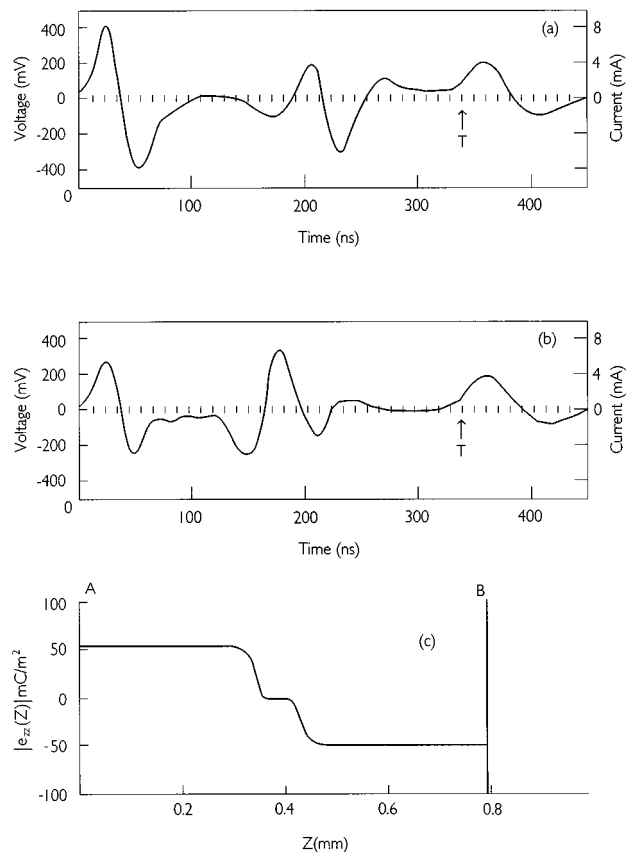 (a)
Voltage (mV)
400
200
0
-200
-400
0
8
4
0
Current (mA)
↑
T
100
200
300
400
Time (ns)
(b)
Voltage (mV)
400
200
0
-200
-400
0
8
4
0
Current (mA)
↑
T
100
200
300
400
Time (ns)
A
B
(c)
|e_zz(Z)|mC/m²
100
50
0
-50
-100
0.2
0.4
0.6
0.8
Z(mm)